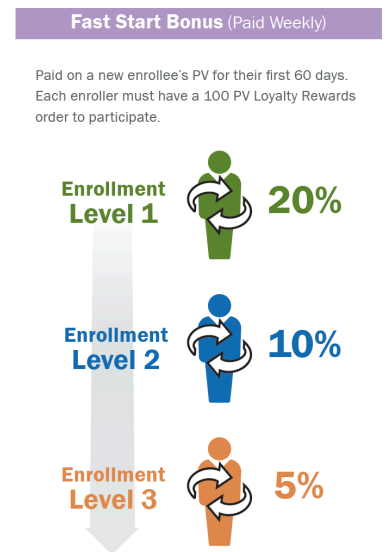 Fast Start Bonus (Paid Weekly)
Paid on a new enrollee's PV for their first 60 days.
Each enroller must have a 100 PV Loyalty Rewards
order to participate.
Enrollment
Level 1
20%
Enrollment
Level 2
10%
Enrollment
Level 3
5%